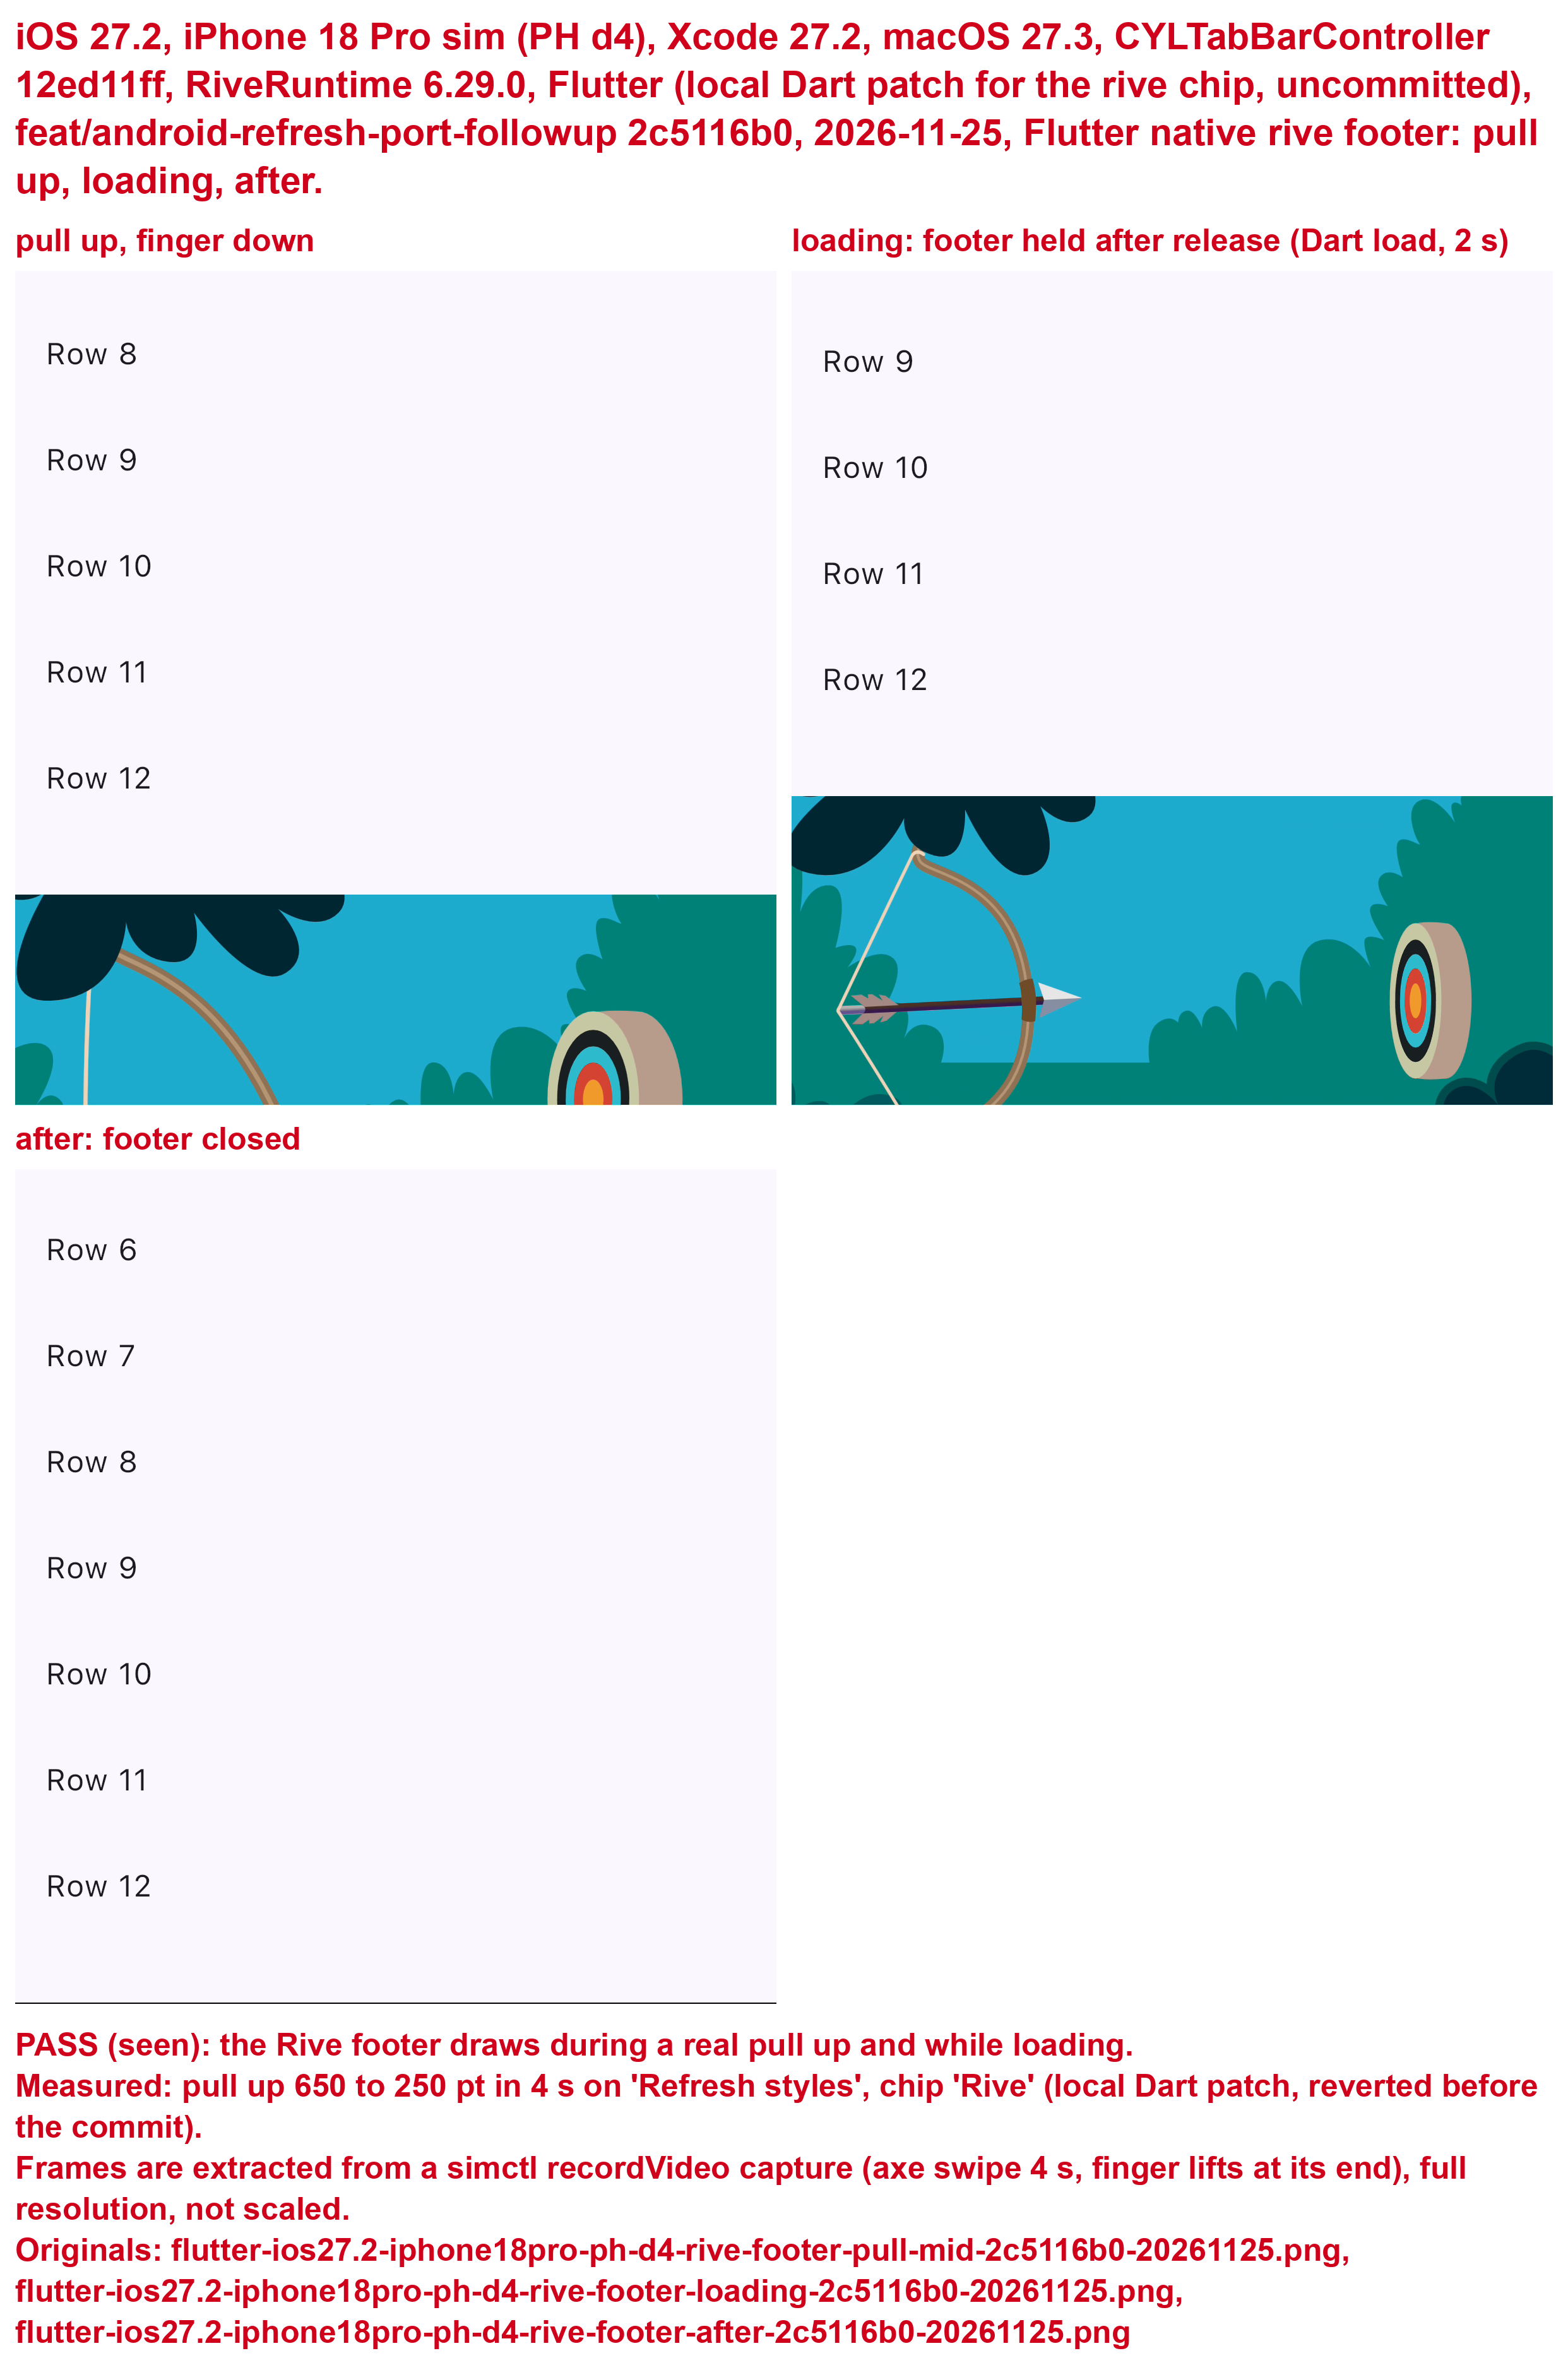 iOS 27.2, iPhone 18 Pro sim (PH d4), Xcode 27.2, macOS 27.3, CYLTabBarController
12ed11ff, RiveRuntime 6.29.0, Flutter (local Dart patch for the rive chip, uncommitted),
feat/android-refresh-port-followup 2c5116b0, 2026-11-25, Flutter native rive footer: pull
up, loading, after.
pull up, finger down
Row 8
Row 9
Row 10
Row 11
Row 12
loading: footer held after release (Dart load, 2 s)
Row 9
Row 10
Row 11
Row 12
after: footer closed
Row 6
Row 7
Row 8
Row 9
Row 10
Row 11
Row 12
PASS (seen): the Rive footer draws during a real pull up and while loading.
Measured: pull up 650 to 250 pt in 4 s on 'Refresh styles', chip 'Rive' (local Dart patch, reverted before
the commit).
Frames are extracted from a simctl recordVideo capture (axe swipe 4 s, finger lifts at its end), full
resolution, not scaled.
Originals: flutter-ios27.2-iphone18pro-ph-d4-rive-footer-pull-mid-2c5116b0-20261125.png,
flutter-ios27.2-iphone18pro-ph-d4-rive-footer-loading-2c5116b0-20261125.png,
flutter-ios27.2-iphone18pro-ph-d4-rive-footer-after-2c5116b0-20261125.png